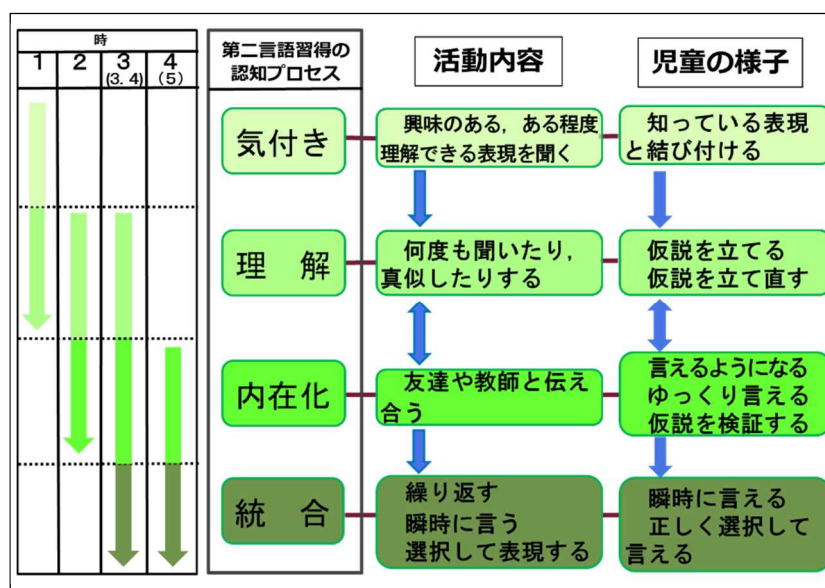 時
1 2 3 4
(3. 4) (5)
第二言語習得の
認知プロセス
活動内容
児童の様子
気付き
興味のある，ある程度
理解できる表現を聞く
知っている表現
と結び付ける
理 解
何度も聞いたり，
真似したりする
仮説を立てる
仮説を立て直す
内在化
友達や教師と伝え
合う
言えるようになる
ゆっくり言える
仮説を検証する
統 合
繰り返す
瞬時に言う
選択して表現する
瞬時に言える
正しく選択して
言える